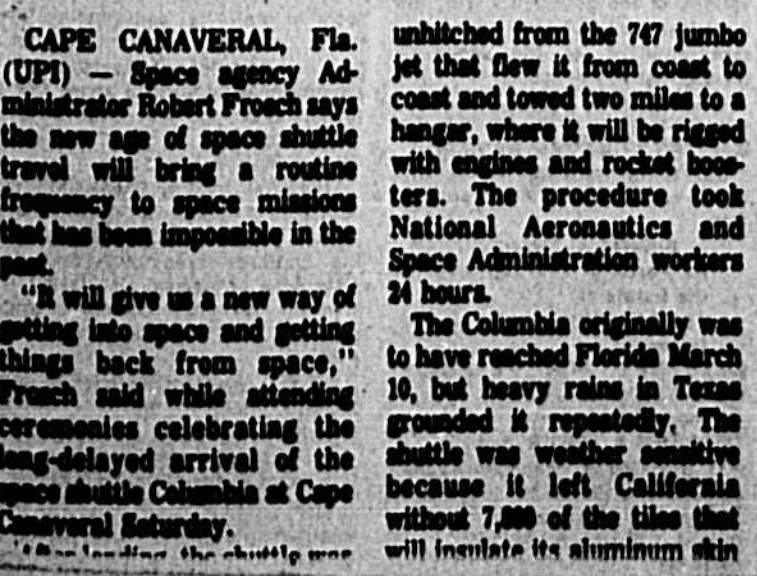 CAPE CANAVERAL, Fla.
(UPI) — Space agency Ad-
ministrator Robert Frosch says
the new age of space shuttle
travel will bring a routine
frequency to space missions
that has been impossible in the
past.
"It will give us a new way of
getting into space and getting
things back from space,"
Frosch said while attending
ceremonies celebrating the
long-delayed arrival of the
space shuttle Columbia at Cape
Canaveral Saturday.
After landing, the shuttle was
unhitched from the 747 jumbo
jet that flew it from coast to
coast and towed two miles to a
hangar, where it will be rigged
with engines and rocket boos-
ters. The procedure took
National Aeronautics and
Space Administration workers
24 hours.
The Columbia originally was
to have reached Florida March
10, but heavy rains in Texas
grounded it repeatedly. The
shuttle was weather sensitive
because it left California
without of the tiles that
will insulate its aluminum skin